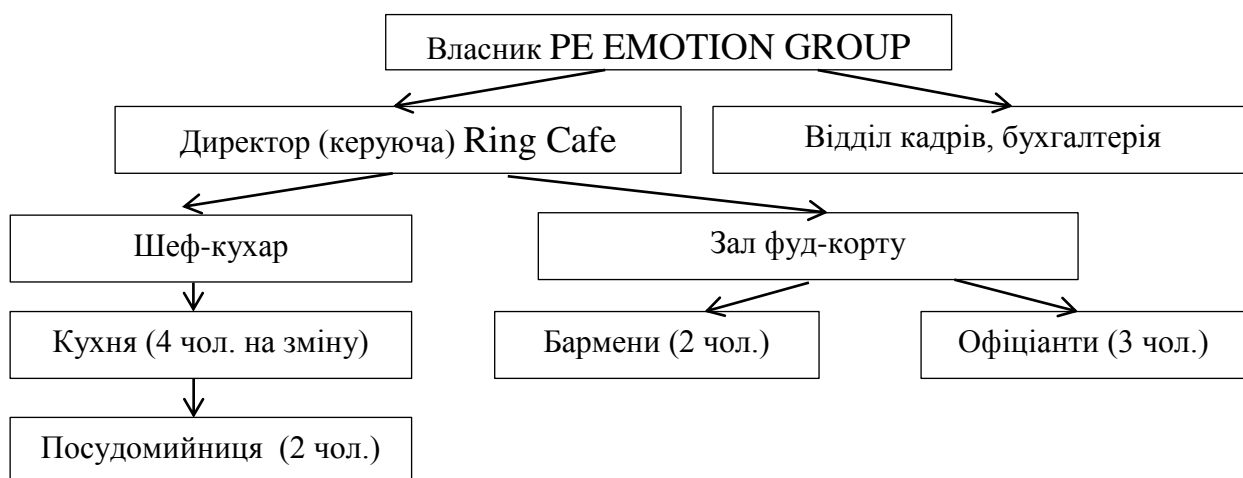 Власник PE EMOTION GROUP
Директор (керуюча) Ring Cafe
Відділ кадрів, бухгалтерія
Шеф-кухар
Зал фуд-корту
Кухня (4 чол. на зміну)
Бармени (2 чол.)
Офіціанти (3 чол.)
Посудомийниця (2 чол.)